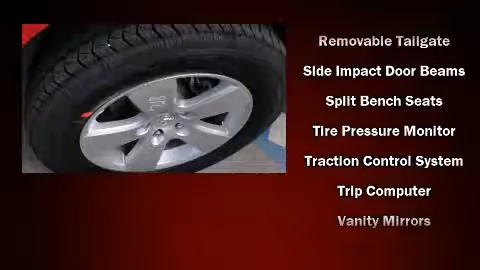 Removable Tailgate
Side Impact Door Beams
Split Bench Seats
Tire Pressure Monitor
Traction Control System
Trip Computer
Vanity Mirrors